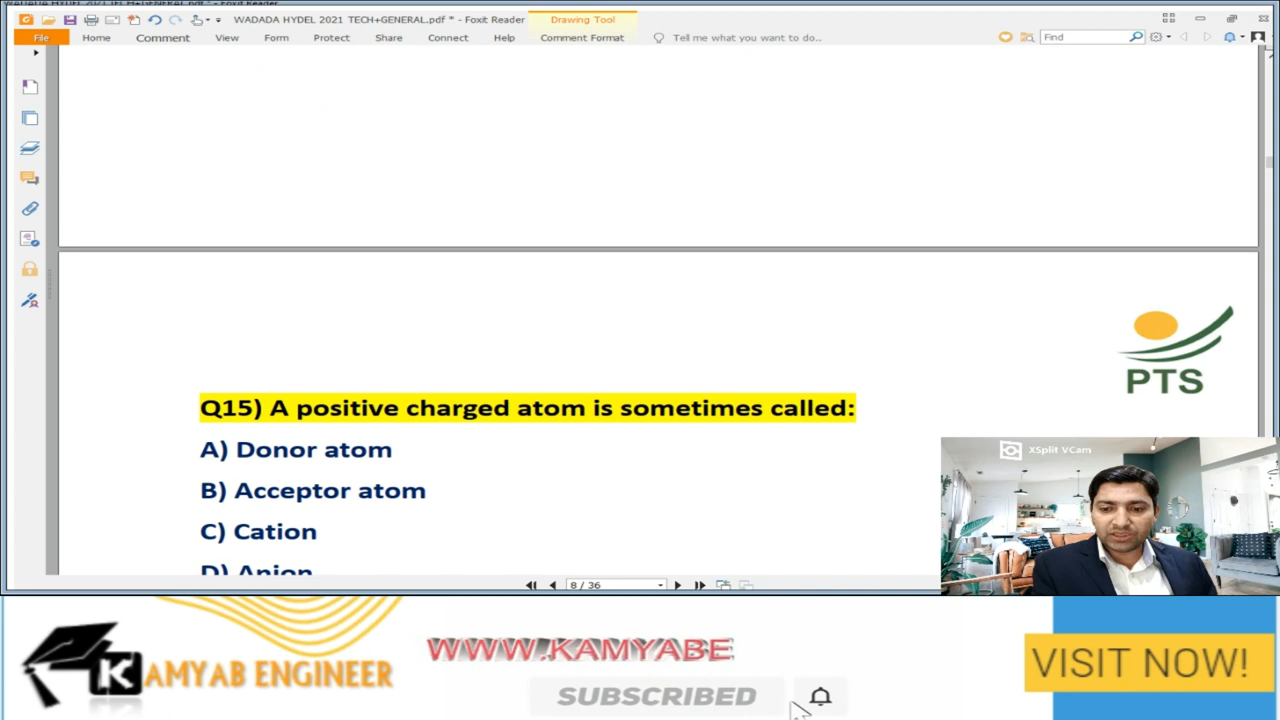 WADADA HYDEL 2021 TECH+GENERAL.pdf * - Foxit Reader
Drawing Tool
File Home Comment View Form Protect Share Connect Help Comment Format Tell me what you want to do.. Find
PTS
Q15) A positive charged atom is sometimes called:
A) Donor atom
B) Acceptor atom
C) Cation
D) Anion
XSplit VCam
8 / 36
K
AMYAB ENGINEER
WWW.KAMYABE
SUBSCRIBED
VISIT NOW!